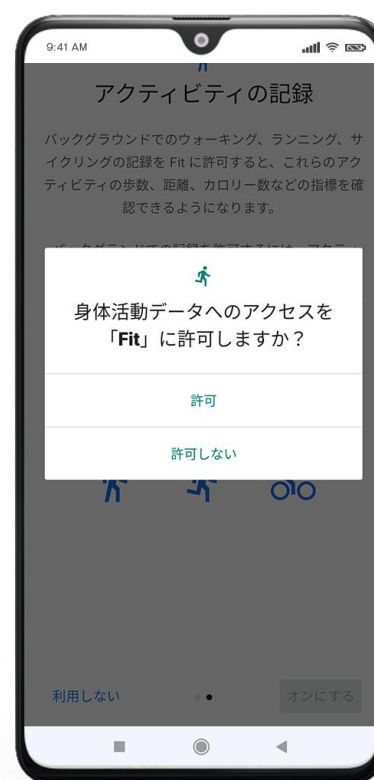 9:41 AM
アクティビティの記録
バックグラウンドでのウォーキング、ランニング、サ
イクリングの記録を Fit に許可すると、これらのアク
ティビティの歩数、距離、カロリー数などの指標を確
認できるようになります。
身体活動データへのアクセスを
「Fit」に許可しますか？
許可
許可しない
利用しない
オンにする